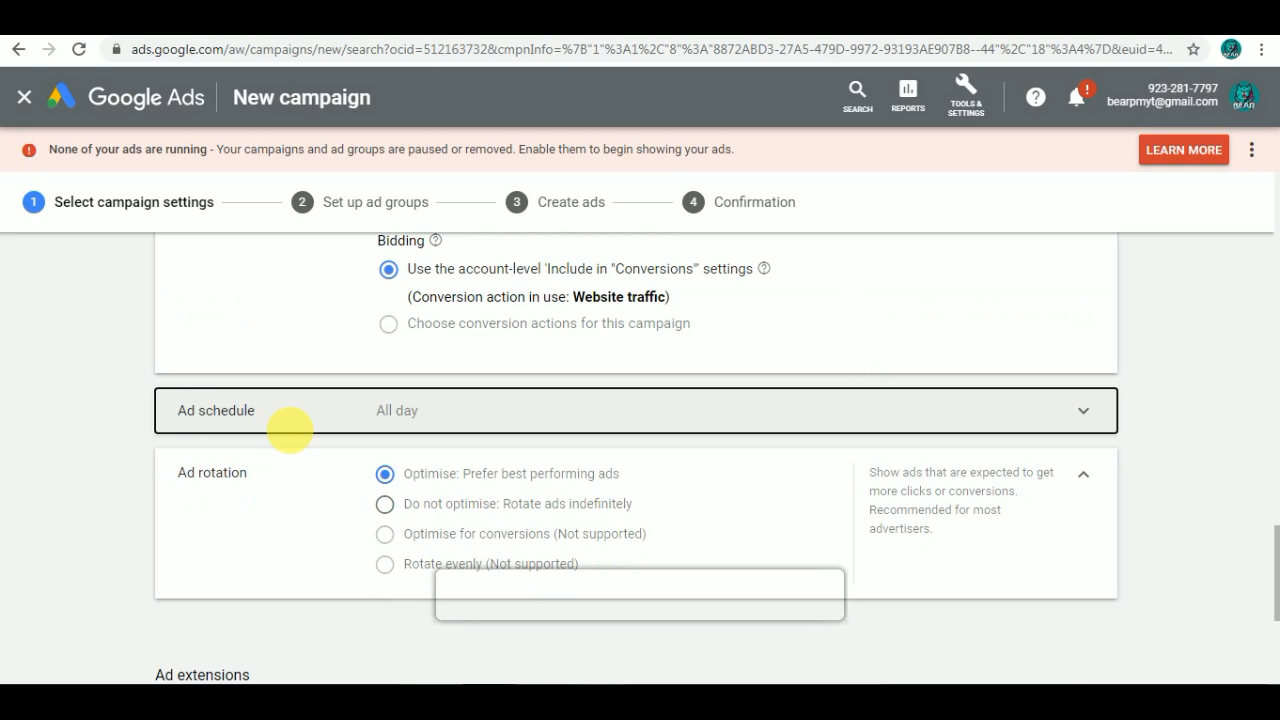 ads.google.com/aw/campaigns/new/search?ocid=512163732&cmpnInfo=%7B"1"%3A1%2C"8"%3A"8872ABD3-27A5-479D-9972-93193AE907B8--44"%2C"18"%3A4%7D&euid=4...
Google Ads New campaign
SEARCH REPORTS TOOLS & SETTINGS
923-281-7797
bearpmyt@gmail.com
BEAR
None of your ads are running - Your campaigns and ad groups are paused or removed. Enable them to begin showing your ads.
LEARN MORE
1 Select campaign settings 2 Set up ad groups 3 Create ads 4 Confirmation
Bidding
Use the account-level 'Include in "Conversions"' settings
(Conversion action in use: Website traffic)
Choose conversion actions for this campaign
Ad schedule All day
Ad rotation
Optimise: Prefer best performing ads
Do not optimise: Rotate ads indefinitely
Optimise for conversions (Not supported)
Rotate evenly (Not supported)
Show ads that are expected to get
more clicks or conversions.
Recommended for most
advertisers.
Ad extensions